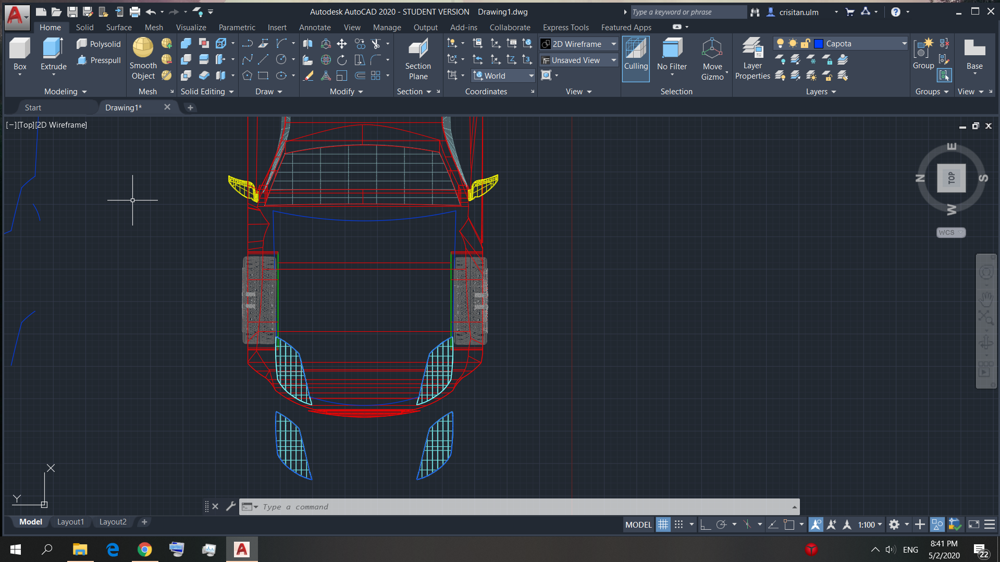 Autodesk AutoCAD 2020 - STUDENT VERSION Drawing1.dwg
Type a keyword or phrase
crisitan.ulm
Home Solid Surface Mesh Visualize Parametric Insert Annotate View Manage Output Add-ins Collaborate Express Tools Featured Apps
Box
Extrude
Polysolid
Presspull
Smooth Object
Section Plane
World
2D Wireframe
Unsaved View
Culling
No Filter
Move Gizmo
Layer Properties
Capota
Group
Base
Modeling Mesh Solid Editing Draw Modify Section Coordinates View Selection Layers Groups View
Start
Drawing1*
[−][Top][2D Wireframe]
E
N
TOP
S
W
WCS
X
Y
Type a command
Model Layout1 Layout2
MODEL
1:100
ENG
8:41 PM
5/2/2020
22